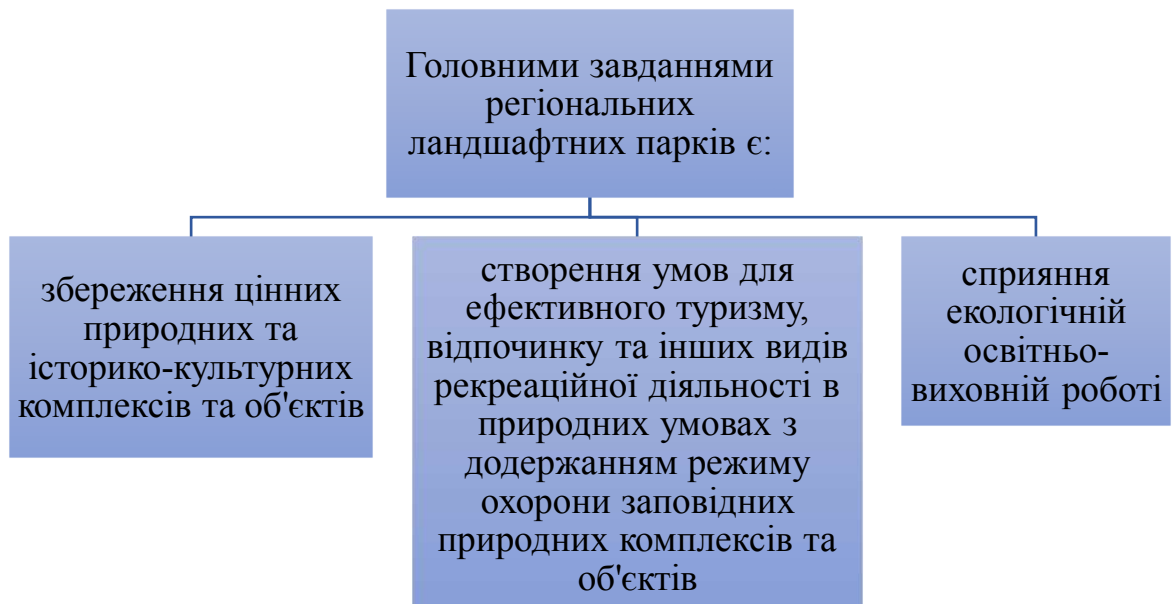 Головними завданнями
регіональних
ландшафтних парків є:
збереження цінних
природних та
історико-культурних
комплексів та об'єктів
створення умов для
ефективного туризму,
відпочинку та інших видів
рекреаційної діяльності в
природних умовах з
додержанням режиму
охорони заповідних
природних комплексів та
об'єктів
сприяння
екологічній
освітньо-
виховній роботі